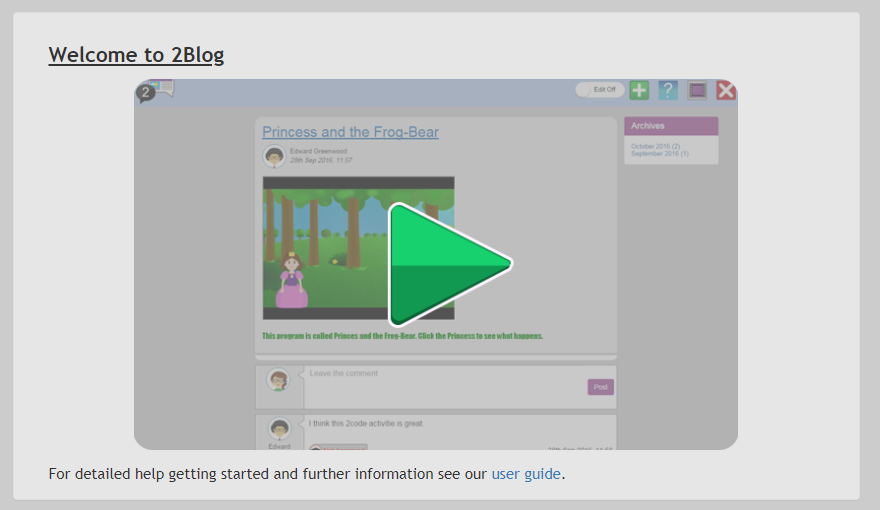 Welcome to 2Blog
2
Edit Off
?
Princess and the Frog-Bear
Edward Greenwood
28th Sep 2016, 11:57
Archives
October 2016 (2)
September 2016 (1)
This program is called Princes and the Frog-Bear. Click the Princess to see what happens.
Leave the comment
Post
I think this 2code activitie is great
Edward
For detailed help getting started and further information see our user guide.